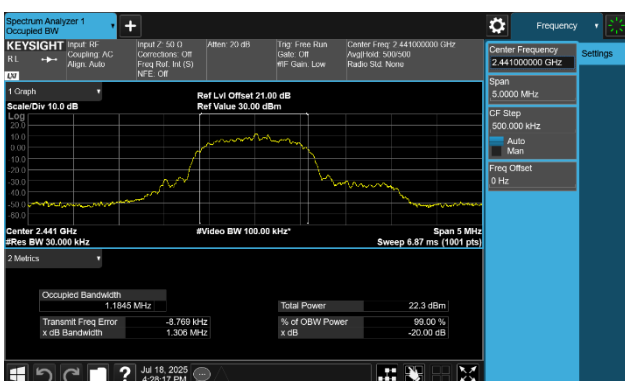 Spectrum Analyzer 1
Occupied BW
+
Frequency
KEYSIGHT
R L
LXI
Input: RF
Coupling: AC
Align: Auto
Input Z: 50 Ω
Corrections: Off
Freq Ref: Int (S)
NFE: Off
Atten: 20 dB
Trig: Free Run
Gate: Off
#IF Gain: Low
Center Freq: 2.441000000 GHz
Avg|Hold: 500/500
Radio Std: None
Center Frequency
2.441000000 GHz
Settings
Span
5.0000 MHz
CF Step
500.000 kHz
Auto
Man
Freq Offset
0 Hz
1 Graph
Scale/Div 10.0 dB
Ref Lvl Offset 21.00 dB
Ref Value 30.00 dBm
Log
20.0
10.0
0.00
-10.0
-20.0
-30.0
-40.0
-50.0
-60.0
Center 2.441 GHz
#Video BW 100.00 kHz*
Span 5 MHz
#Res BW 30.000 kHz
Sweep 6.87 ms (1001 pts)
2 Metrics
Occupied Bandwidth
1.1845 MHz
Total Power
22.3 dBm
Transmit Freq Error
-8.769 kHz
% of OBW Power
99.00 %
x dB Bandwidth
1.306 MHz
x dB
-20.00 dB
?
Jul 18, 2025
4:28:17 PM